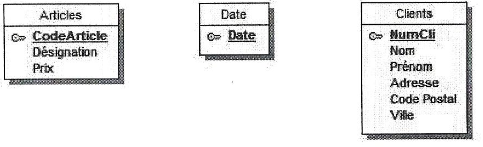 Articles
CodeArticle
Désignation
Prix
Date
Date
Clients
NumCli
Nom
Prénom
Adresse
Code Postal
Ville